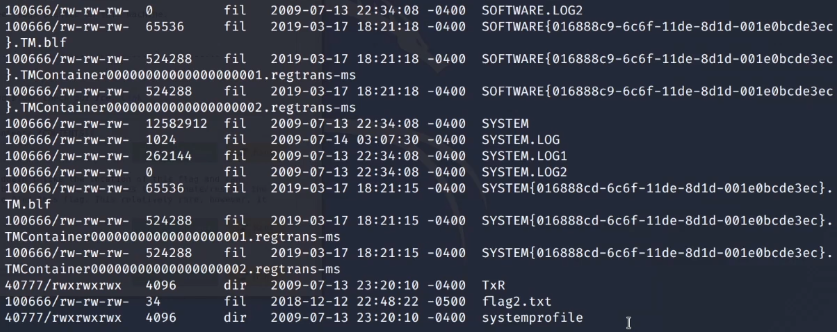 100666/rw-rw-rw-  0         fil   2009-07-13 22:34:08 -0400  SOFTWARE.LOG2
100666/rw-rw-rw-  65536     fil   2019-03-17 18:21:18 -0400  SOFTWARE{016888c9-6c6f-11de-8d1d-001e0bcde3ec
}.TM.blf
100666/rw-rw-rw-  524288    fil   2019-03-17 18:21:18 -0400  SOFTWARE{016888c9-6c6f-11de-8d1d-001e0bcde3ec
}.TMContainer00000000000000000001.regtrans-ms
100666/rw-rw-rw-  524288    fil   2019-03-17 18:21:18 -0400  SOFTWARE{016888c9-6c6f-11de-8d1d-001e0bcde3ec
}.TMContainer00000000000000000002.regtrans-ms
100666/rw-rw-rw-  12582912  fil   2009-07-13 22:34:08 -0400  SYSTEM
100666/rw-rw-rw-  1024      fil   2009-07-14 03:07:30 -0400  SYSTEM.LOG
100666/rw-rw-rw-  262144    fil   2009-07-13 22:34:08 -0400  SYSTEM.LOG1
100666/rw-rw-rw-  0         fil   2009-07-13 22:34:08 -0400  SYSTEM.LOG2
100666/rw-rw-rw-  65536     fil   2019-03-17 18:21:15 -0400  SYSTEM{016888cd-6c6f-11de-8d1d-001e0bcde3ec}.
TM.blf
100666/rw-rw-rw-  524288    fil   2019-03-17 18:21:15 -0400  SYSTEM{016888cd-6c6f-11de-8d1d-001e0bcde3ec}.
TMContainer00000000000000000001.regtrans-ms
100666/rw-rw-rw-  524288    fil   2019-03-17 18:21:15 -0400  SYSTEM{016888cd-6c6f-11de-8d1d-001e0bcde3ec}.
TMContainer00000000000000000002.regtrans-ms
40777/rwxrwxrwx   4096      dir   2009-07-13 23:20:10 -0400  TxR
100666/rw-rw-rw-  34        fil   2018-12-12 22:48:22 -0500  flag2.txt
40777/rwxrwxrwx   4096      dir   2009-07-13 23:20:10 -0400  systemprofile